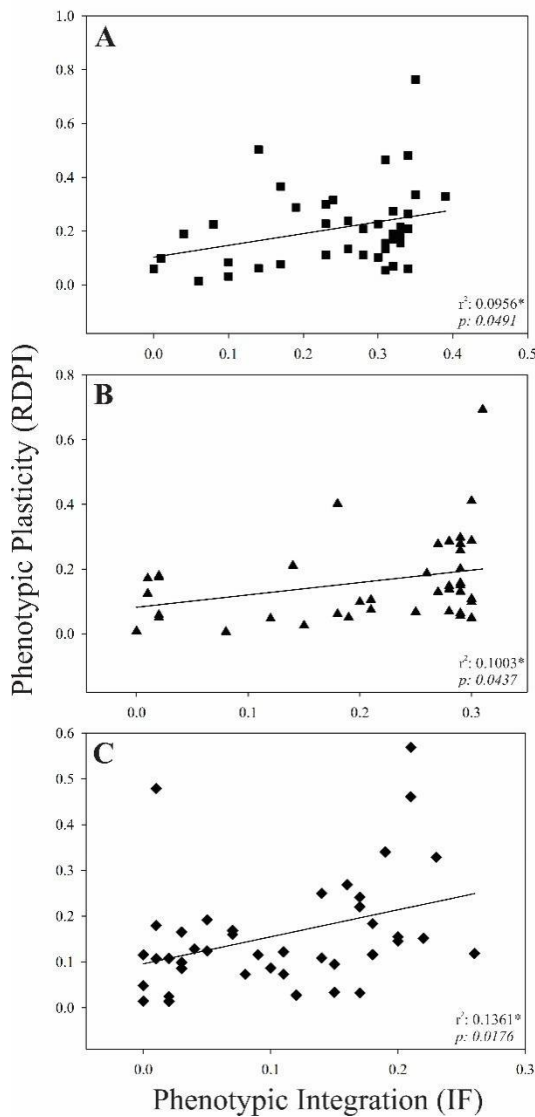 Phenotypic Plasticity (RDPI)
A
1.0
0.8
0.6
0.4
0.2
0.0
r²: 0.0956*
p: 0.0491
0.0 0.1 0.2 0.3 0.4 0.5
B
0.8
0.6
0.4
0.2
0.0
r²: 0.1003*
p: 0.0437
0.0 0.1 0.2 0.3
C
0.6
0.5
0.4
0.3
0.2
0.1
0.0
r²: 0.1361*
p: 0.0176
0.0 0.1 0.2 0.3
Phenotypic Integration (IF)